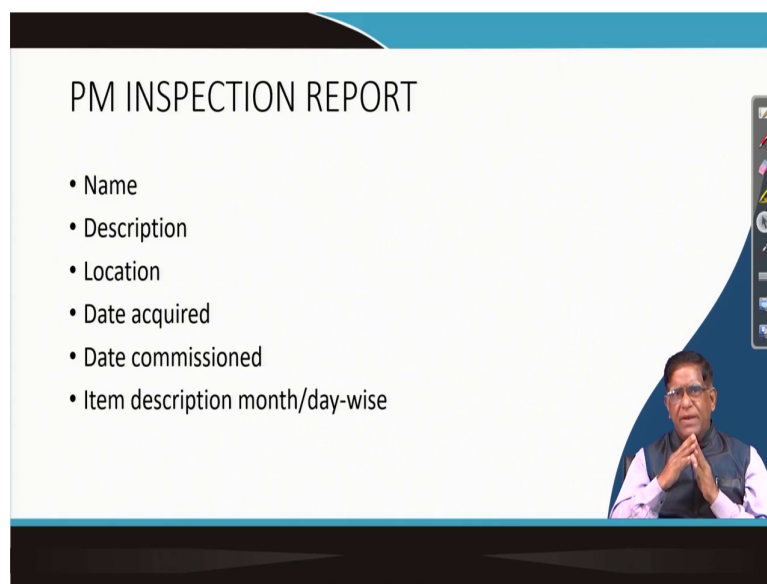 PM INSPECTION REPORT
• Name
• Description
• Location
• Date acquired
• Date commissioned
• Item description month/day-wise